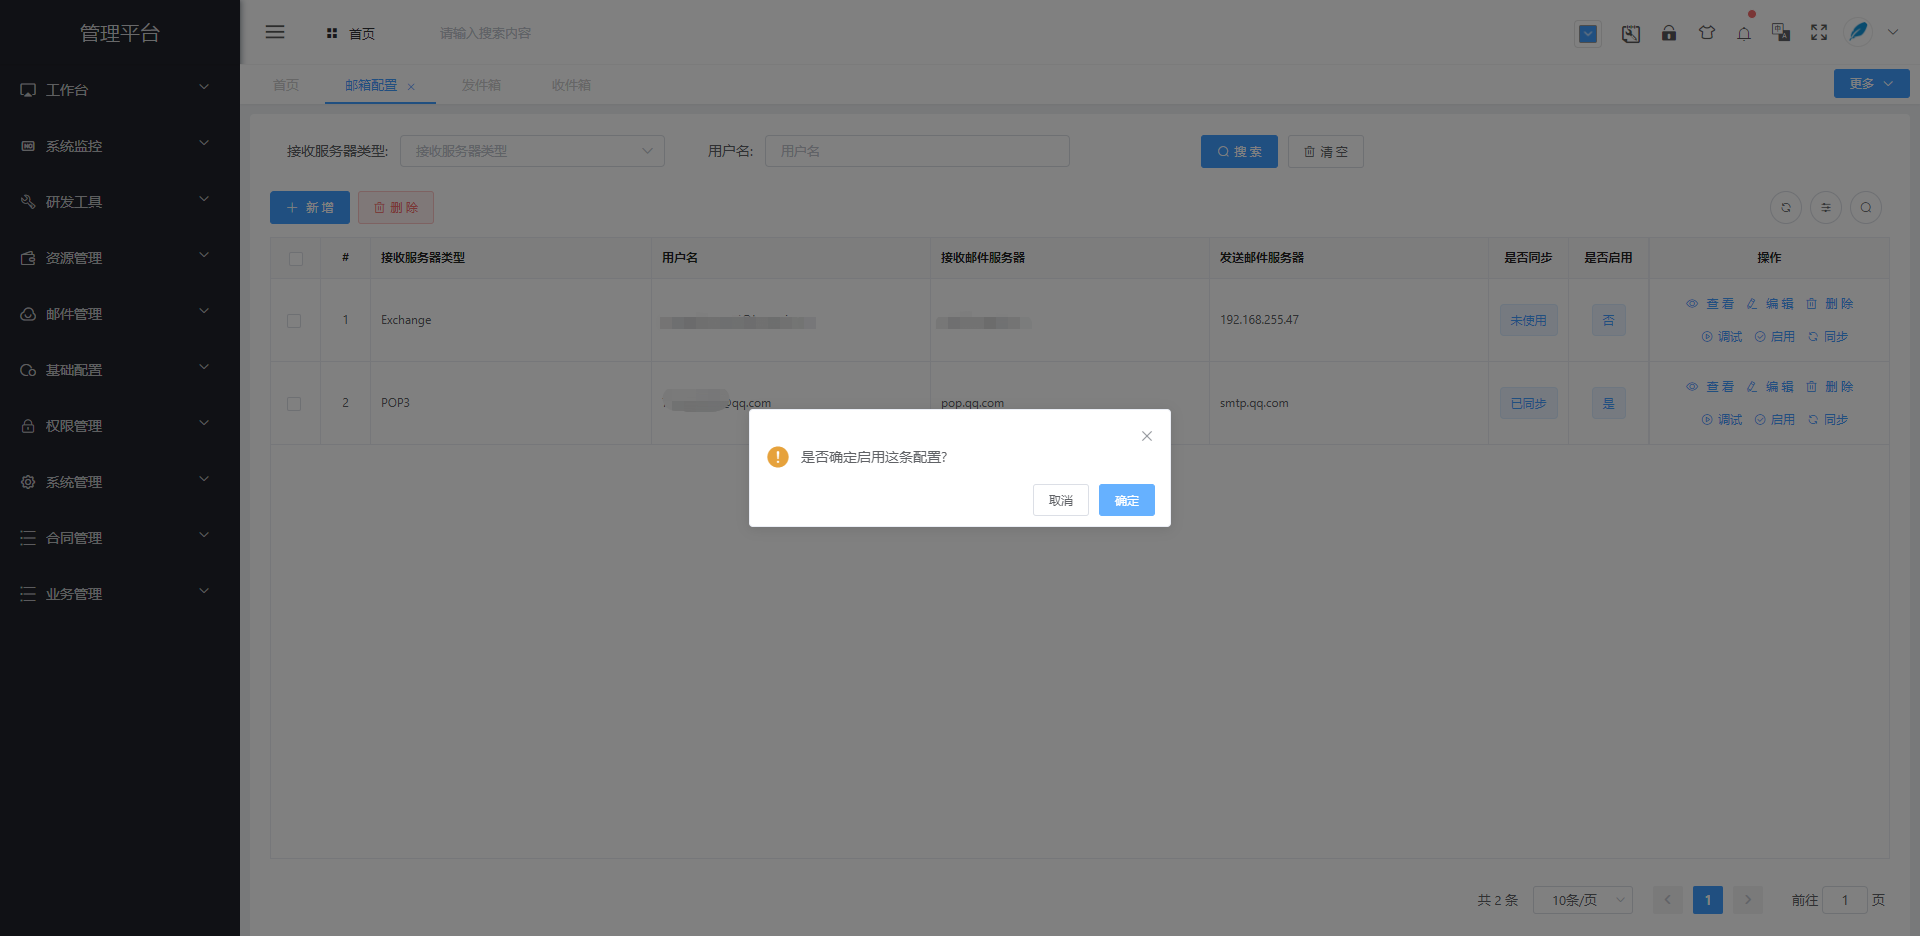 管理平台
首页
请输入搜索内容
工作台
系统监控
研发工具
资源管理
邮件管理
基础配置
权限管理
系统管理
合同管理
业务管理
首页 邮箱配置 发件箱 收件箱
更多
接收服务器类型: 接收服务器类型 用户名: 用户名 搜索 清空
新增 删除
# 接收服务器类型 用户名 接收邮件服务器 发送邮件服务器 是否同步 是否启用 操作
1 Exchange 192.168.255.47 未使用 否 查看 编辑 删除
调试 启用 同步
2 POP3 @qq.com pop.qq.com smtp.qq.com 已同步 是 查看 编辑 删除
调试 启用 同步
是否确定启用这条配置?
取消 确定
共 2 条 10条/页 1 前往 1 页